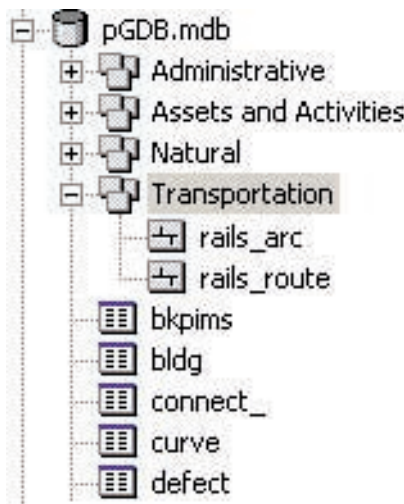 pGDB.mdb
Administrative
Assets and Activities
Natural
Transportation
rails_arc
rails_route
bkpims
bldg
connect_
curve
defect